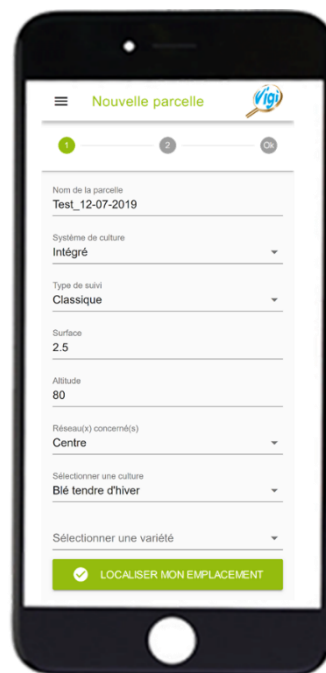 Nouvelle parcelle
Vigi
1
2
Ok
Nom de la parcelle
Test_12-07-2019
Système de culture
Intégré
Type de suivi
Classique
Surface
2.5
Altitude
80
Réseau(x) concerné(s)
Centre
Sélectionner une culture
Blé tendre d'hiver
Sélectionner une variété
LOCALISER MON EMPLACEMENT